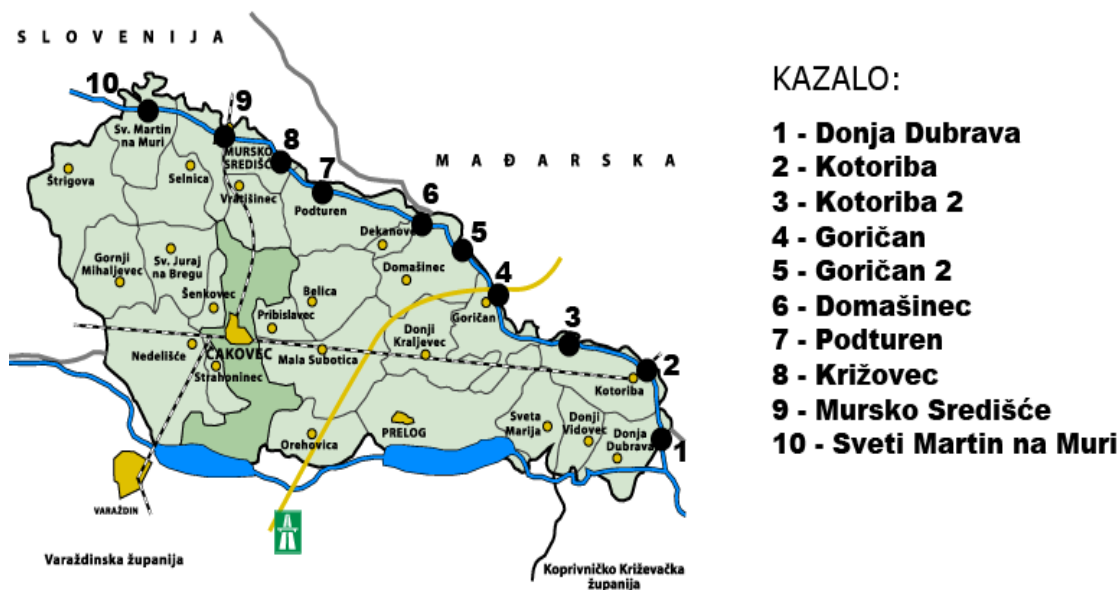 SLOVENIJA
10
9
8
7
6
5
4
3
2
1
MAĐARSKA
Sv. Martin
na Muri
MURSKO
SREDIŠĆ
Štrigova
Selnica
Vratišinec
Podturen
Dekanovec
Gornji
Mihaljevec
Sv. Juraj
na Bregu
Domašinec
Šenkovec
Belica
Pribislavec
Goričan
Donji
Kraljevec
Nedelišće
ČAKOVEC
Mala Subotica
Strahoninec
Kotoriba
Sveta
Marija
Donji
Vidovec
Donja
Dubrava
Orehovica
PRELOG
VARAŽDIN
Varaždinska županija
Koprivničko Križevačka
županija
KAZALO:
1 - Donja Dubrava
2 - Kotoriba
3 - Kotoriba 2
4 - Goričan
5 - Goričan 2
6 - Domašinec
7 - Podturen
8 - Križovec
9 - Mursko Središće
10 - Sveti Martin na Muri